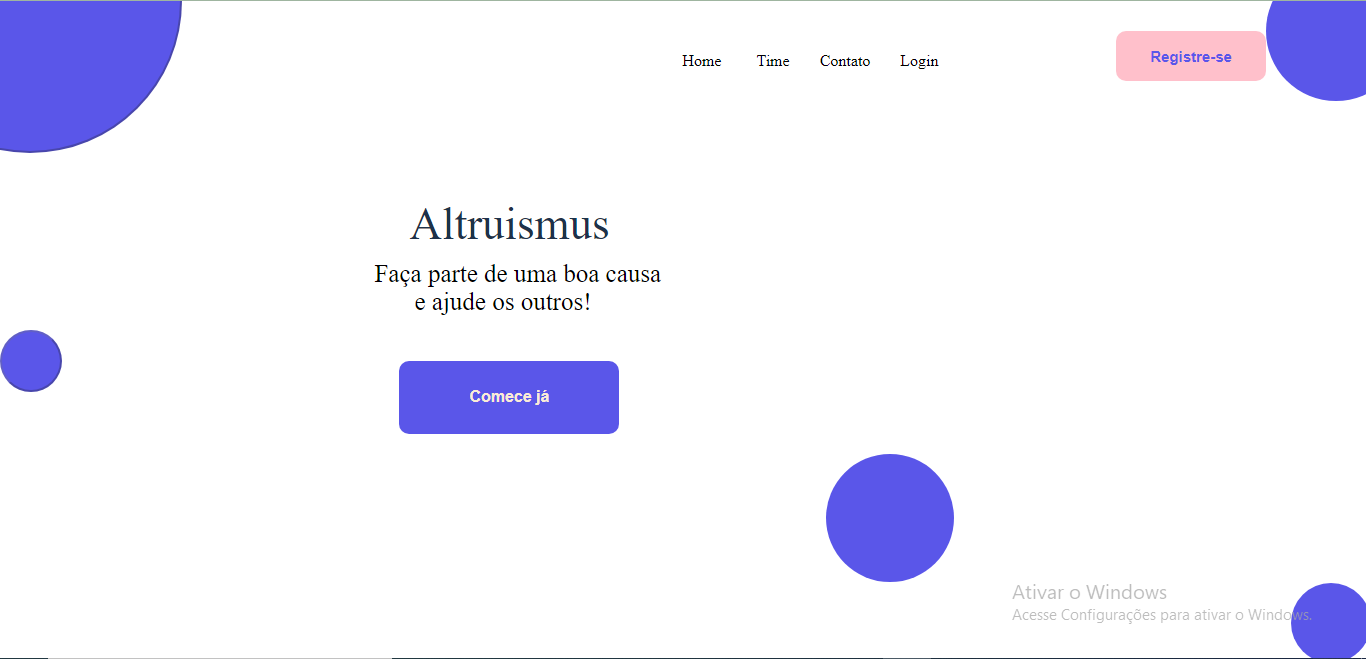 Home Time Contato Login
Registre-se
Altruismus
Faça parte de uma boa causa
e ajude os outros!
Comece já
Ativar o Windows
Acesse Configurações para ativar o Windows.